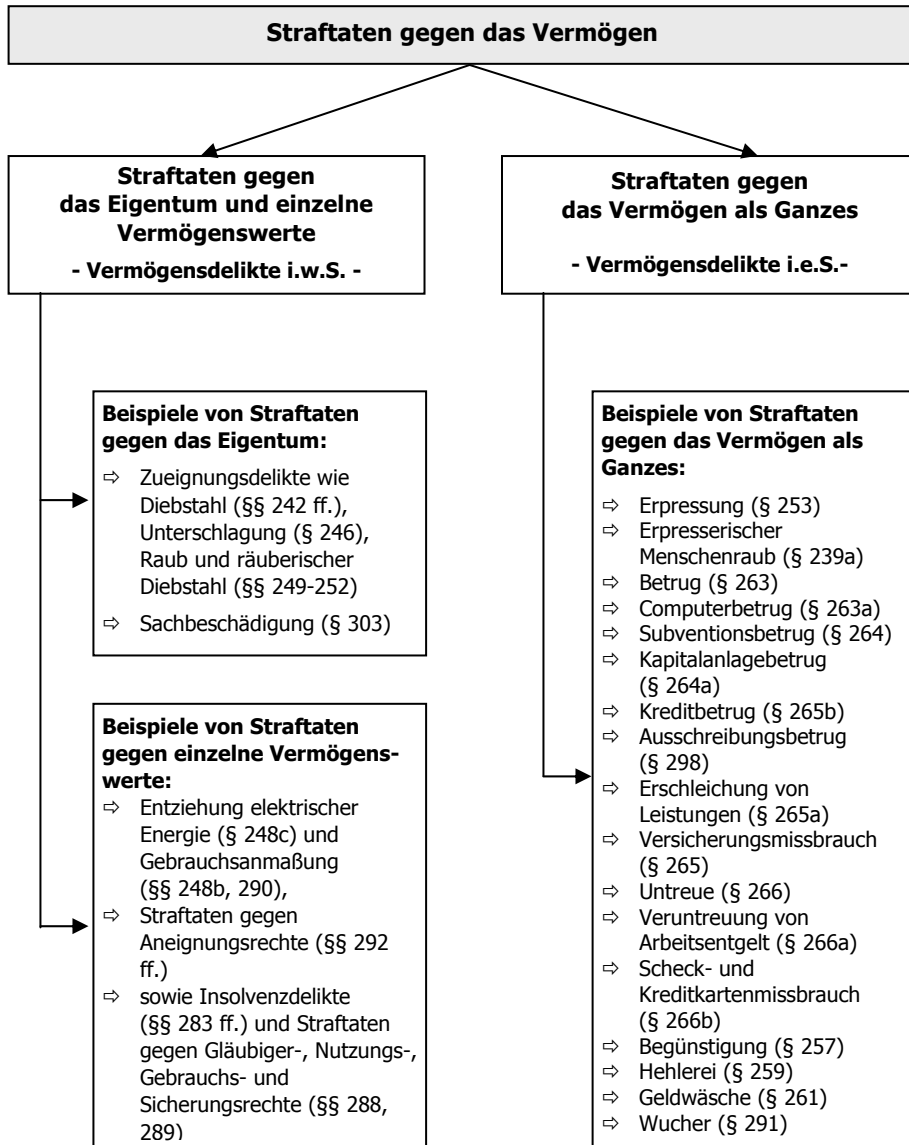 Straftaten gegen das Vermögen
Straftaten gegen
das Eigentum und einzelne
Vermögenswerte
- Vermögensdelikte i.w.S. -
Straftaten gegen
das Vermögen als Ganzes
- Vermögensdelikte i.e.S.-
Beispiele von Straftaten
gegen das Eigentum:
⇨ Zueignungsdelikte wie
Diebstahl (§§ 242 ff.),
Unterschlagung (§ 246),
Raub und räuberischer
Diebstahl (§§ 249-252)
⇨ Sachbeschädigung (§ 303)
Beispiele von Straftaten
gegen einzelne Vermögens-
werte:
⇨ Entziehung elektrischer
Energie (§ 248c) und
Gebrauchsanmaßung
(§§ 248b, 290),
⇨ Straftaten gegen
Aneignungsrechte (§§ 292
ff.)
⇨ sowie Insolvenzdelikte
(§§ 283 ff.) und Straftaten
gegen Gläubiger-, Nutzungs-,
Gebrauchs- und
Sicherungsrechte (§§ 288,
289)
Beispiele von Straftaten
gegen das Vermögen als
Ganzes:
⇨ Erpressung (§ 253)
⇨ Erpresserischer
Menschenraub (§ 239a)
⇨ Betrug (§ 263)
⇨ Computerbetrug (§ 263a)
⇨ Subventionsbetrug (§ 264)
⇨ Kapitalanlagebetrug
(§ 264a)
⇨ Kreditbetrug (§ 265b)
⇨ Ausschreibungsbetrug
(§ 298)
⇨ Erschleichung von
Leistungen (§ 265a)
⇨ Versicherungsmissbrauch
(§ 265)
⇨ Untreue (§ 266)
⇨ Veruntreuung von
Arbeitsentgelt (§ 266a)
⇨ Scheck- und
Kreditkartenmissbrauch
(§ 266b)
⇨ Begünstigung (§ 257)
⇨ Hehlerei (§ 259)
⇨ Geldwäsche (§ 261)
⇨ Wucher (§ 291)